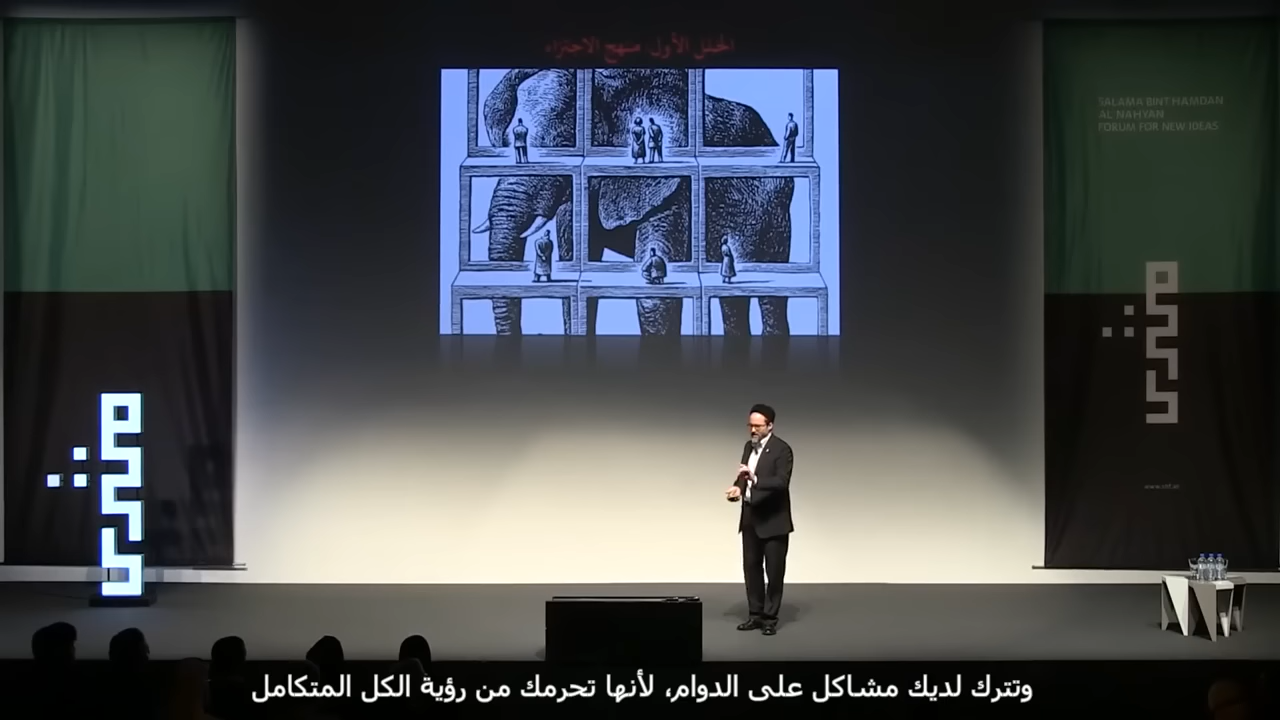 الخلل الأول: منهج الاجتزاء
SALAMA BINT HAMDAN
AL NAHYAN
FORUM FOR NEW IDEAS
وتترك لديك مشاكل على الدوام، لأنها تحرمك من رؤية الكل المتكامل